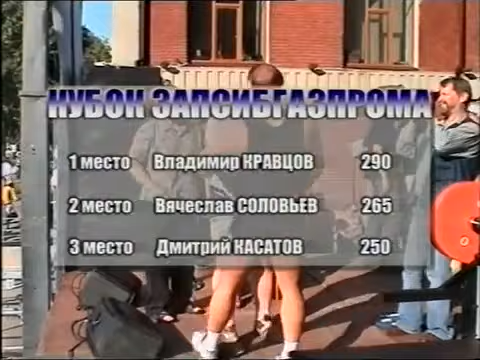 КУБОК ЗАПСИБГАЗПРОМА
1 место Владимир КРАВЦОВ 290
2 место Вячеслав СОЛОВЬЕВ 265
3 место Дмитрий КАСАТОВ 250